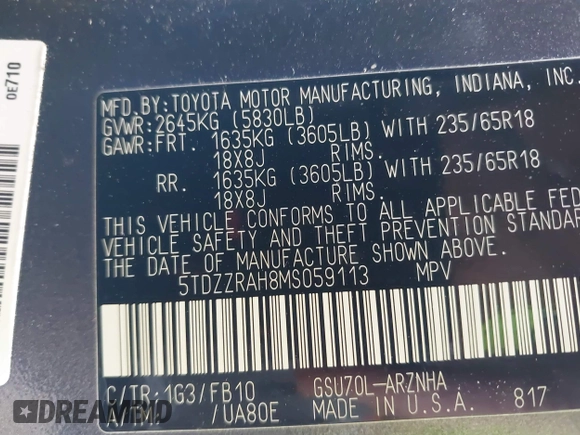 0E710
MFD.BY:TOYOTA MOTOR MANUFACTURING, INDIANA, INC.
GVWR:2645KG (5830LB)
GAWR:FRT. 1635KG (3605LB) WITH 235/65R18
18X8J RIMS.
RR. 1635KG (3605LB) WITH 235/65R18
18X8J RIMS.
THIS VEHICLE CONFORMS TO ALL APPLICABLE FED
VEHICLE SAFETY AND THEFT PREVENTION STANDAR
THE DATE OF MANUFACTURE SHOWN ABOVE.
5TDZZRAH8MS059113 MPV
C/TR:1G3/FB10 GSU70L-ARZNHA
/UA80E MADE IN U.S.A. 817
EPICVIN